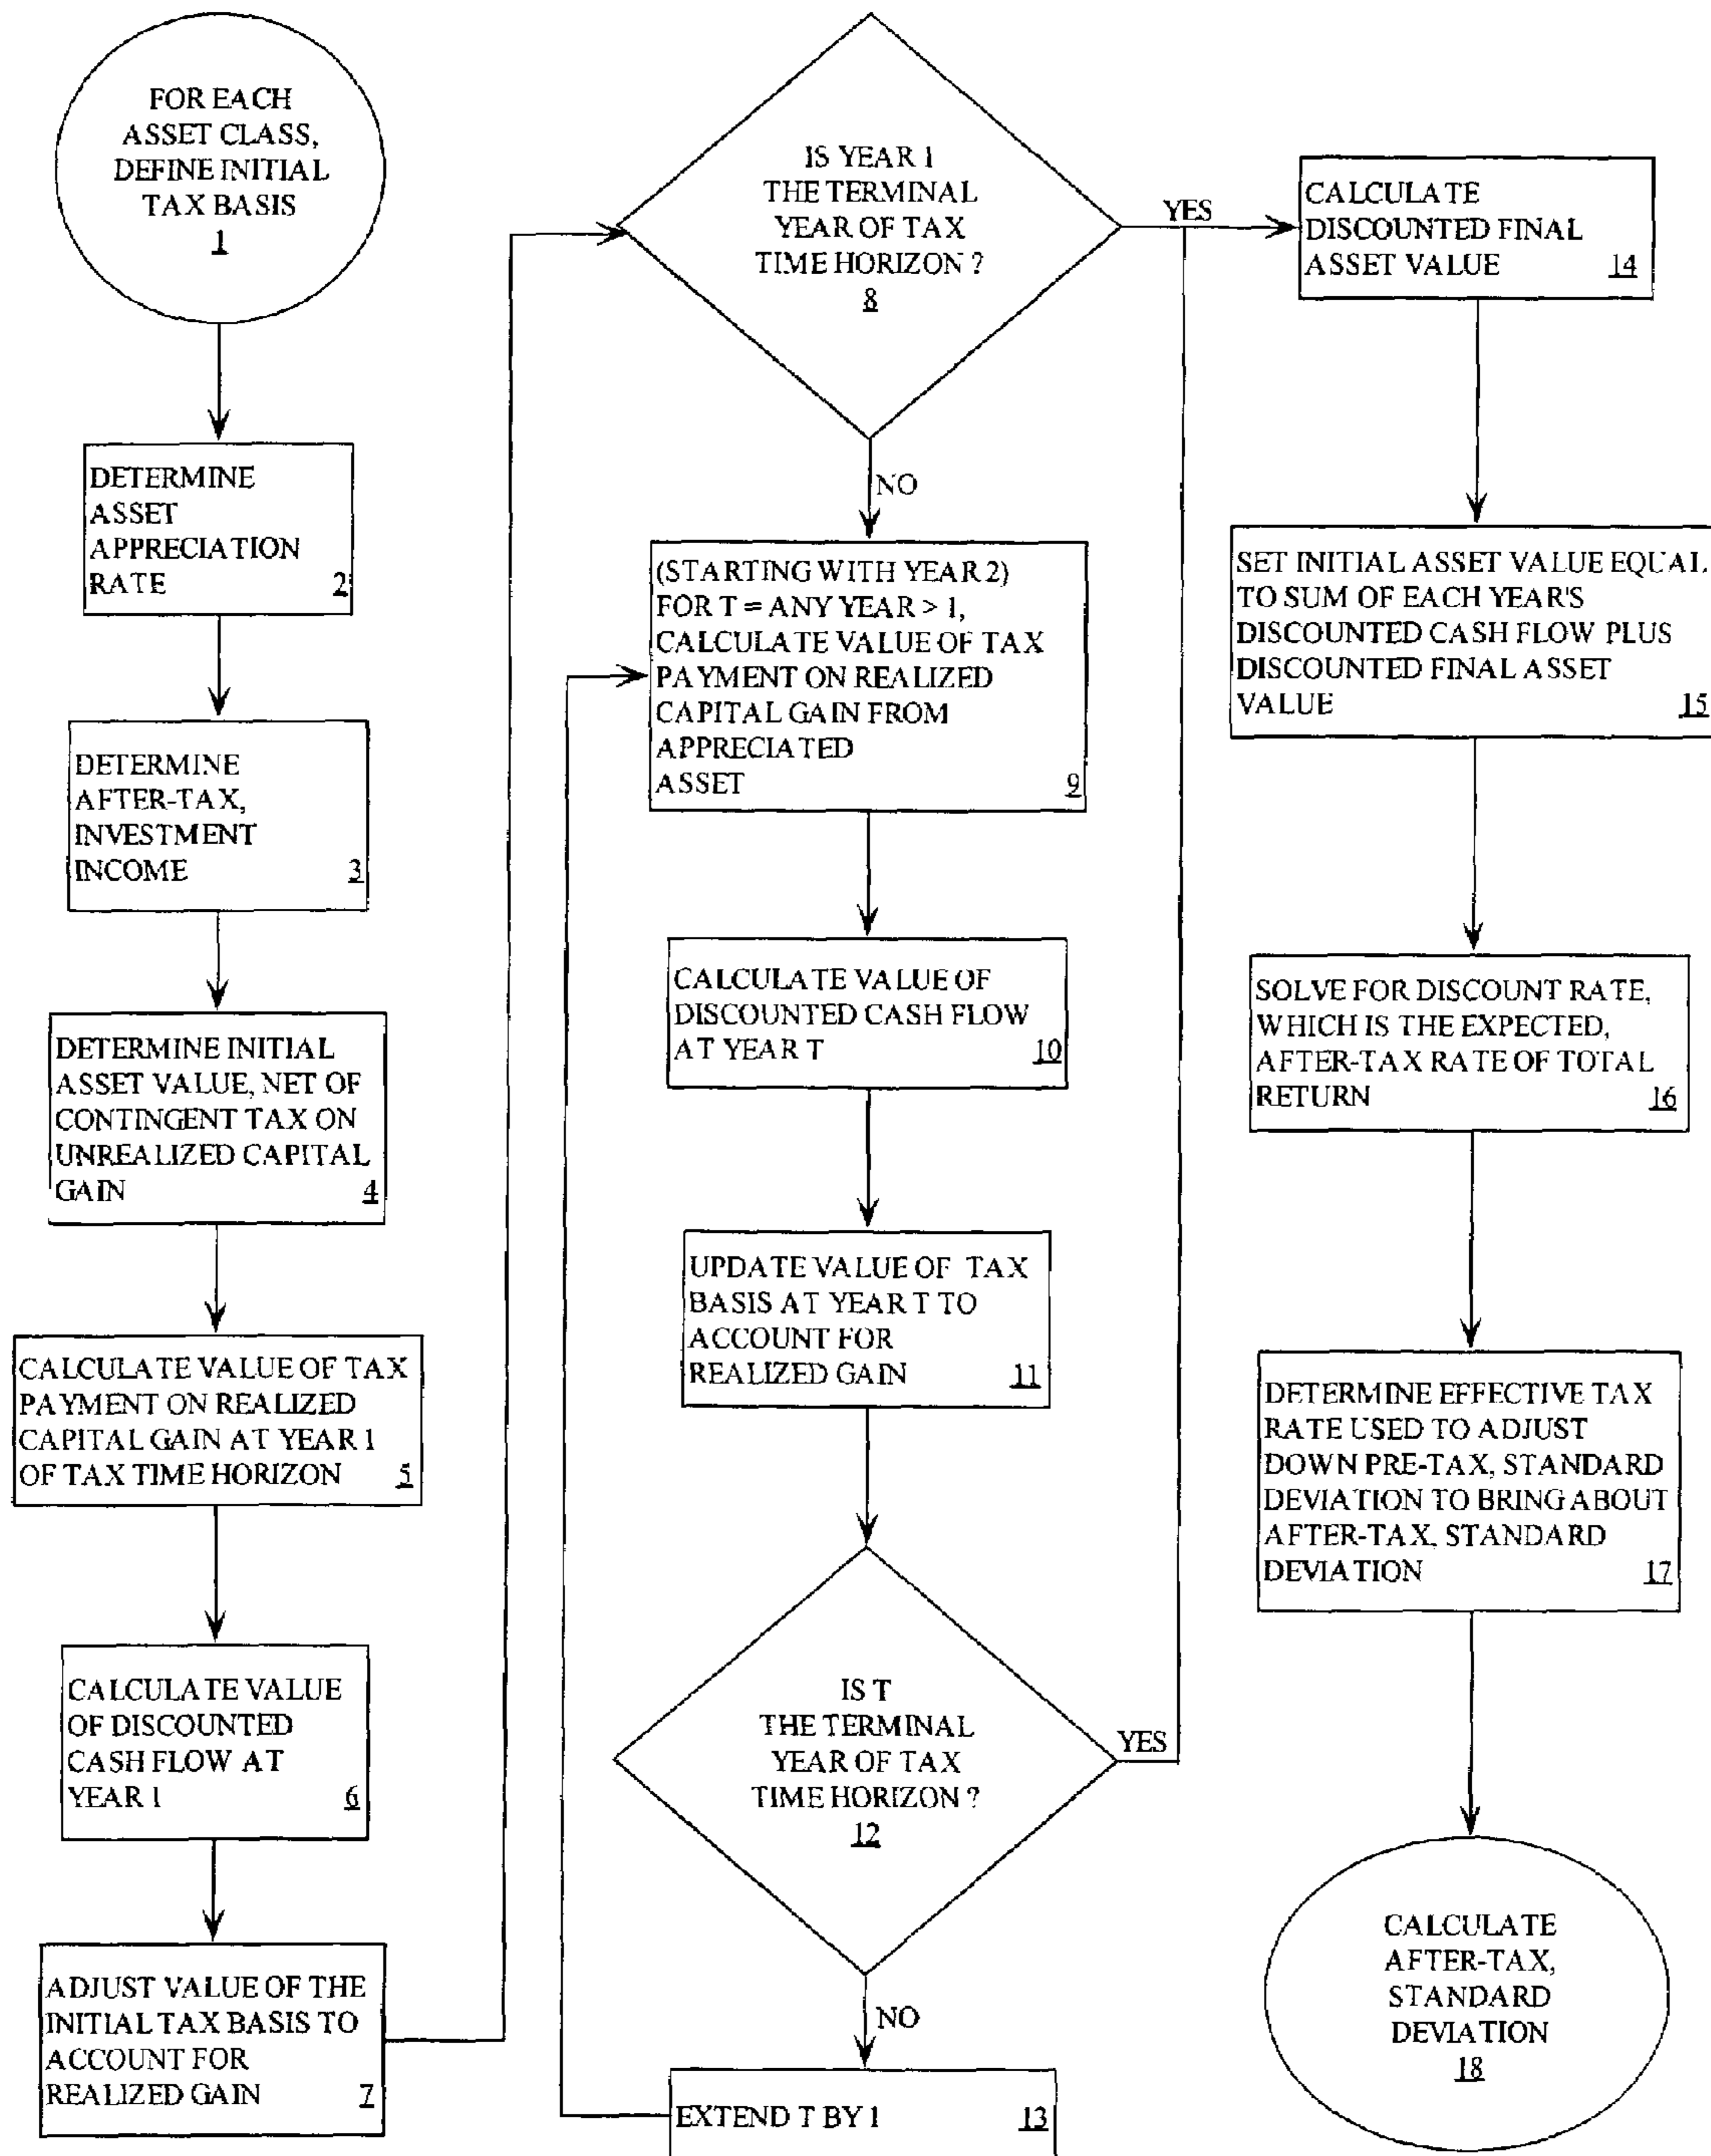 FOR EACH
ASSET CLASS,
DEFINE INITIAL
TAX BASIS
1
DETERMINE
ASSET
APPRECIATION
RATE 2
DETERMINE
AFTER-TAX,
INVESTMENT
INCOME 3
DETERMINE INITIAL
ASSET VALUE, NET OF
CONTINGENT TAX ON
UNREALIZED CAPITAL
GAIN 4
CALCULATE VALUE OF TAX
PAYMENT ON REALIZED
CAPITAL GAIN AT YEAR 1
OF TAX TIME HORIZON 5
CALCULATE VALUE
OF DISCOUNTED
CASH FLOW AT
YEAR 1 6
ADJUST VALUE OF THE
INITIAL TAX BASIS TO
ACCOUNT FOR
REALIZED GAIN 7
IS YEAR 1
THE TERMINAL
YEAR OF TAX
TIME HORIZON ?
8
YES
NO
(STARTING WITH YEAR 2)
FOR T = ANY YEAR > 1,
CALCULATE VALUE OF TAX
PAYMENT ON REALIZED
CAPITAL GAIN FROM
APPRECIATED
ASSET 9
CALCULATE VALUE OF
DISCOUNTED CASH FLOW
AT YEAR T 10
UPDATE VALUE OF TAX
BASIS AT YEAR T TO
ACCOUNT FOR
REALIZED GAIN 11
IS T
THE TERMINAL
YEAR OF TAX
TIME HORIZON ?
12
YES
NO
EXTEND T BY 1 13
CALCULATE
DISCOUNTED FINAL
ASSET VALUE 14
SET INITIAL ASSET VALUE EQUAL
TO SUM OF EACH YEAR'S
DISCOUNTED CASH FLOW PLUS
DISCOUNTED FINAL ASSET
VALUE 15
SOLVE FOR DISCOUNT RATE,
WHICH IS THE EXPECTED,
AFTER-TAX RATE OF TOTAL
RETURN 16
DETERMINE EFFECTIVE TAX
RATE USED TO ADJUST
DOWN PRE-TAX, STANDARD
DEVIATION TO BRING ABOUT
AFTER-TAX, STANDARD
DEVIATION 17
CALCULATE
AFTER-TAX,
STANDARD
DEVIATION
18